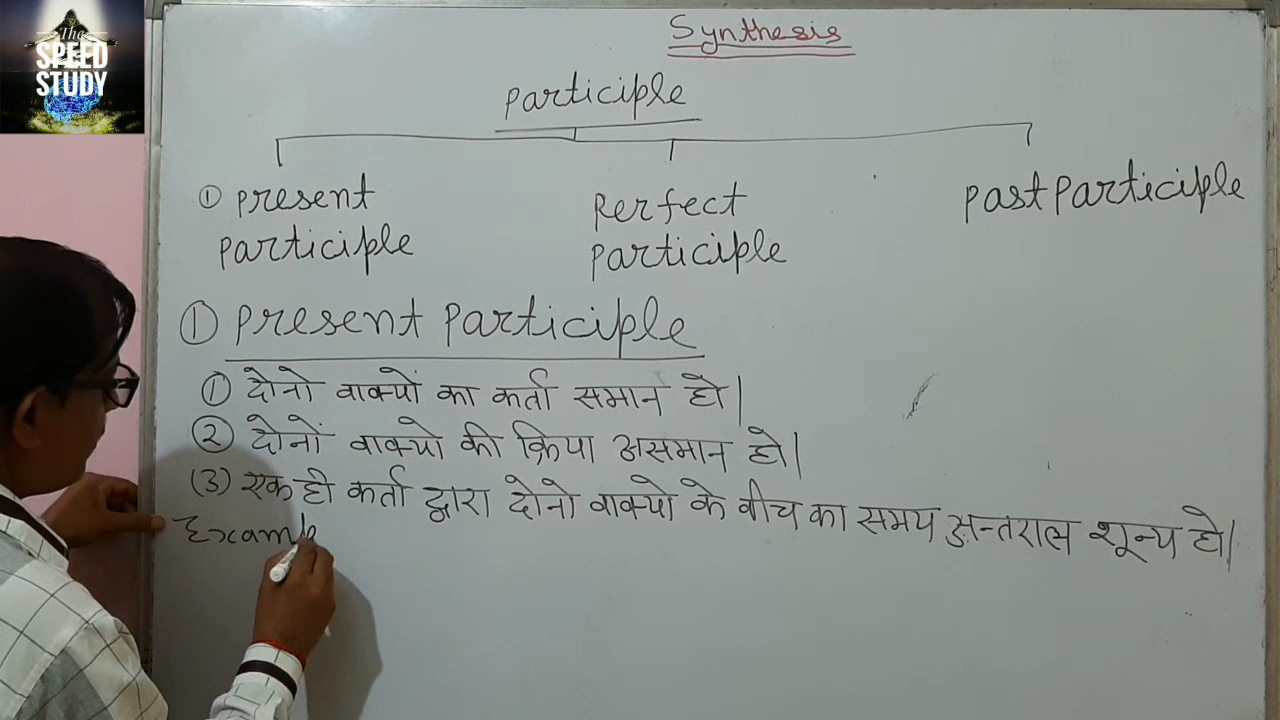 The
SPEED
STUDY
Synthesis
Participle
① Present
Participle
Perfect
Participle
Past Participle
① Present Participle
① दोनो वाक्यों का कर्ता समान हो|
② दोनों वाक्यो की क्रिया असमान हो|
(3) एक ही कर्ता द्वारा दोनो वाक्यो के बीच का समय अन्तराल शून्य हो|
Examp